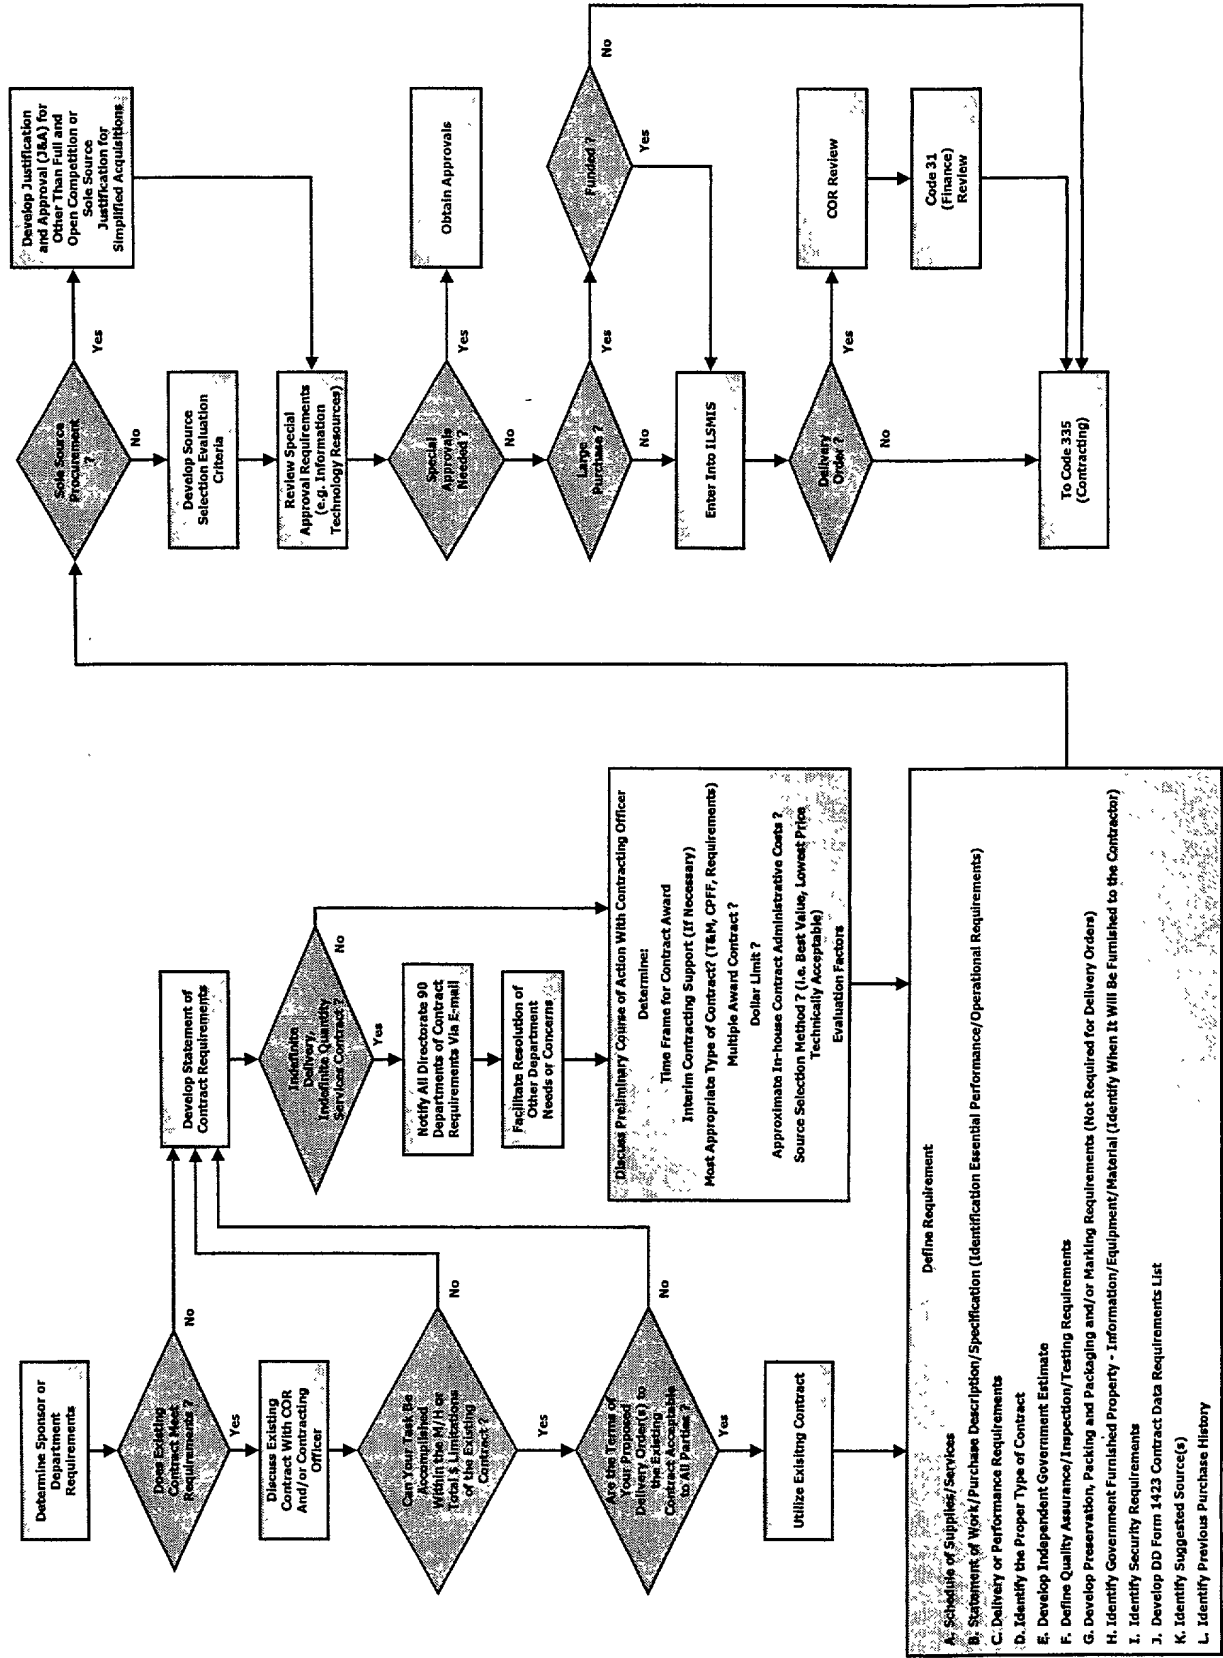 Determine Sponsor or
Department
Requirements
Does Existing
Contract Meet
Requirements ?
No
Yes
Discuss Existing
Contract With COR
And/or Contracting
Officer
Can Your Task Be
Accomplished
Within the M/H or
Total $ Limitations
of the Existing
Contract ?
No
Yes
Are the Terms of
Your Proposed
Delivery Order(s) to
the Existing
Contract Acceptable
to All Parties ?
No
Yes
Utilize Exisitng Contract
Develop Statement of
Contract Requirements
Indefinite
Delivery,
Indefinite Quantity
Services Contract ?
No
Yes
Notify All Directorate 90
Departments of Contract
Requirements Via E-mail
Facilitate Resolution of
Other Department
Needs or Concerns
Discuss Preliminary Course of Action With Contracting Officer
Determine:
Time Frame for Contract Award
Interim Contracting Support (If Necessary)
Most Appropriate Type of Contract? (T&M, CPFF, Requirements)
Multiple Award Contract ?
Dollar Limit ?
Approximate In-house Contract Administrative Costs ?
Source Selection Method ? (i.e. Best Value, Lowest Price
Technically Acceptable)
Evaluation Factors
Define Requirement
A. Schedule of Supplies/Services
B. Statement of Work/Purchase Description/Specification (Identification Essential Performance/Operational Requirements)
C. Delivery or Performance Requirements
D. Identify the Proper Type of Contract
E. Develop Independent Government Estimate
F. Define Quality Assurance/Inspection/Testing Requirements
G. Develop Preservation, Packing and Packaging and/or Marking Requirements (Not Required for Delivery Orders)
H. Identify Government Furnished Property - Information/Equipment/Material (Identify When It Will Be Furnished to the Contractor)
I. Identify Security Requirements
J. Develop DD Form 1423 Contract Data Requirements List
K. Identify Suggested Source(s)
L. Identify Previous Purchase History
Sole Source
Procurement
?
Yes
No
Develop Justification
and Approval (J&A) for
Other Than Full and
Open Competition or
Sole Source
Justification for
Simplified Acquisitions
Develop Source
Selection Evaluation
Criteria
Review Special
Approval Requirements
(e.g. Information
Technology Resources)
Special
Approvals
Needed ?
Yes
No
Obtain Approvals
Large
Purchase ?
Yes
No
Funded ?
No
Yes
Enter Into ILSMIS
Delivery
Order ?
Yes
No
COR Review
Code 31
(Finance)
Review
To Code 335
(Contracting)